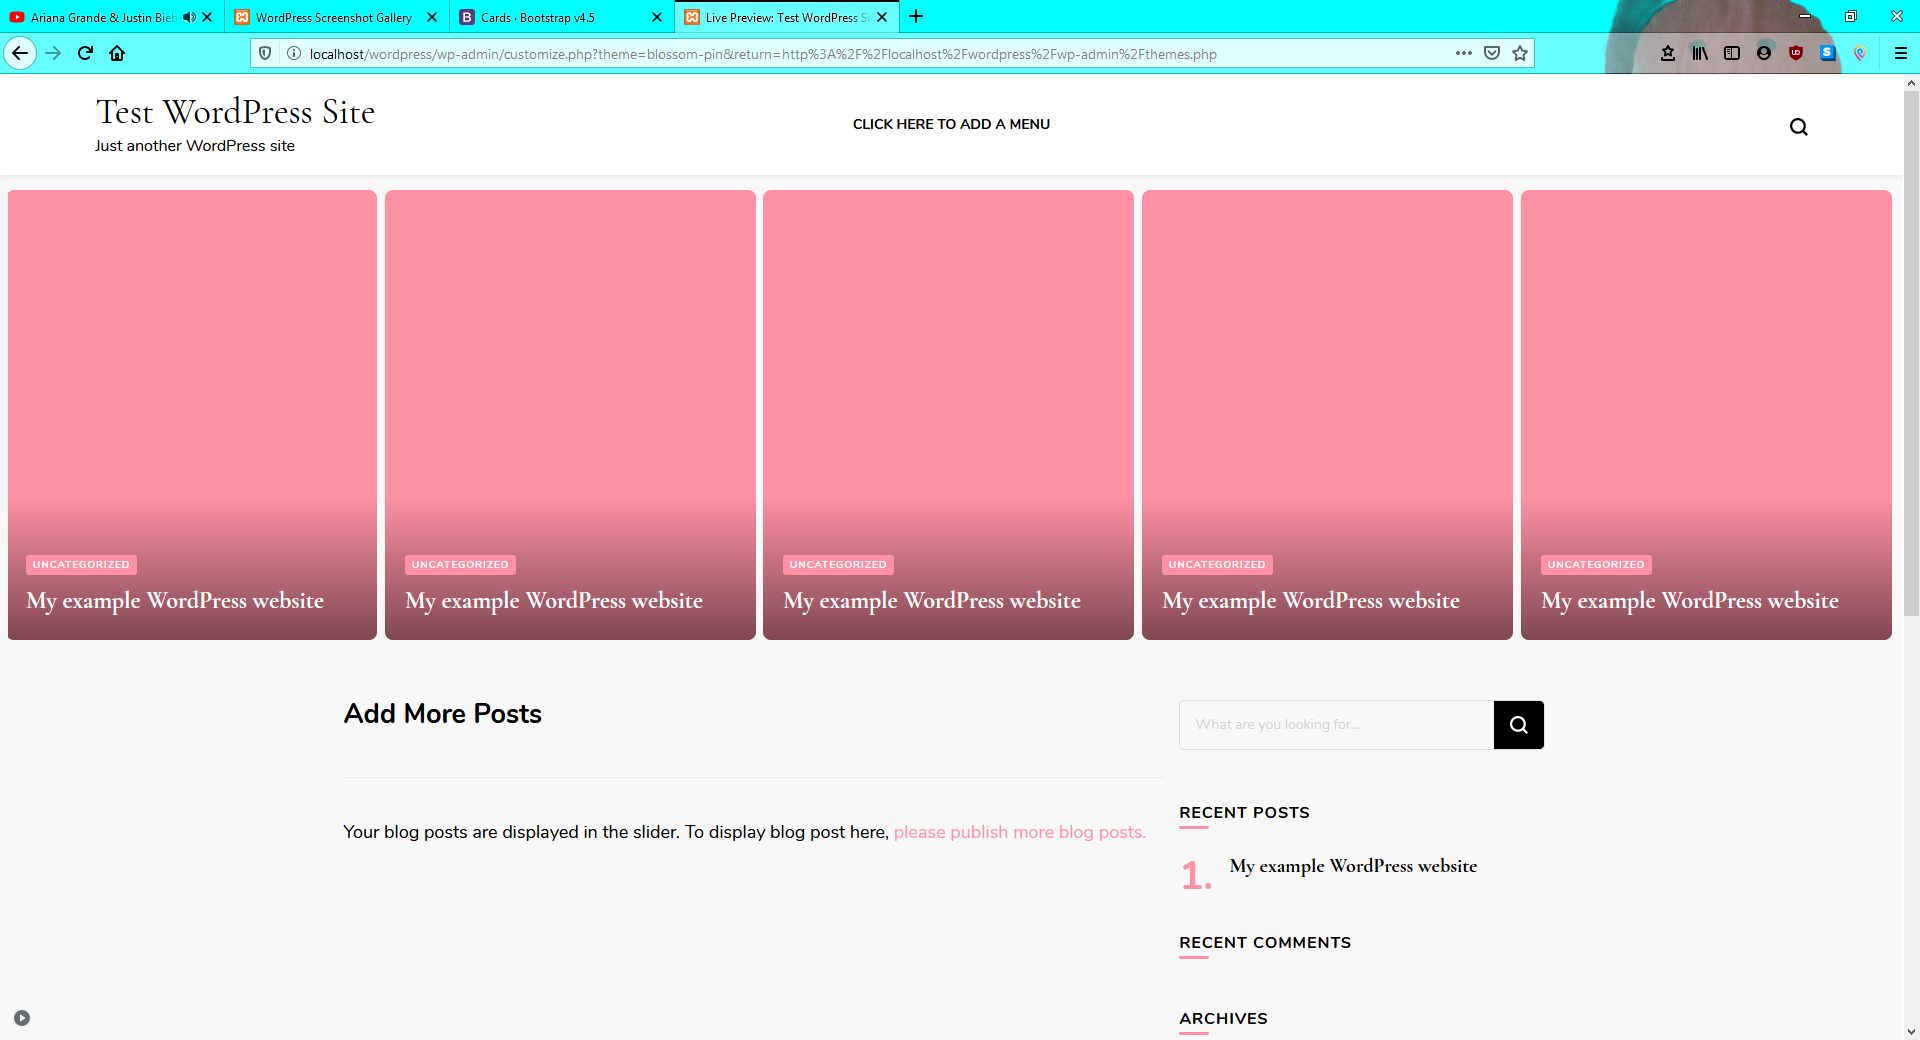 Ariana Grande & Justin Bieb
WordPress Screenshot Gallery
Cards · Bootstrap v4.5
Live Preview: Test WordPress Si
localhost/wordpress/wp-admin/customize.php?theme=blossom-pin&return=http%3A%2F%2Flocalhost%2Fwordpress%2Fwp-admin%2Fthemes.php
Test WordPress Site
Just another WordPress site
CLICK HERE TO ADD A MENU
UNCATEGORIZED
My example WordPress website
UNCATEGORIZED
My example WordPress website
UNCATEGORIZED
My example WordPress website
UNCATEGORIZED
My example WordPress website
UNCATEGORIZED
My example WordPress website
Add More Posts
Your blog posts are displayed in the slider. To display blog post here, please publish more blog posts.
What are you looking for...
RECENT POSTS
1. My example WordPress website
RECENT COMMENTS
ARCHIVES